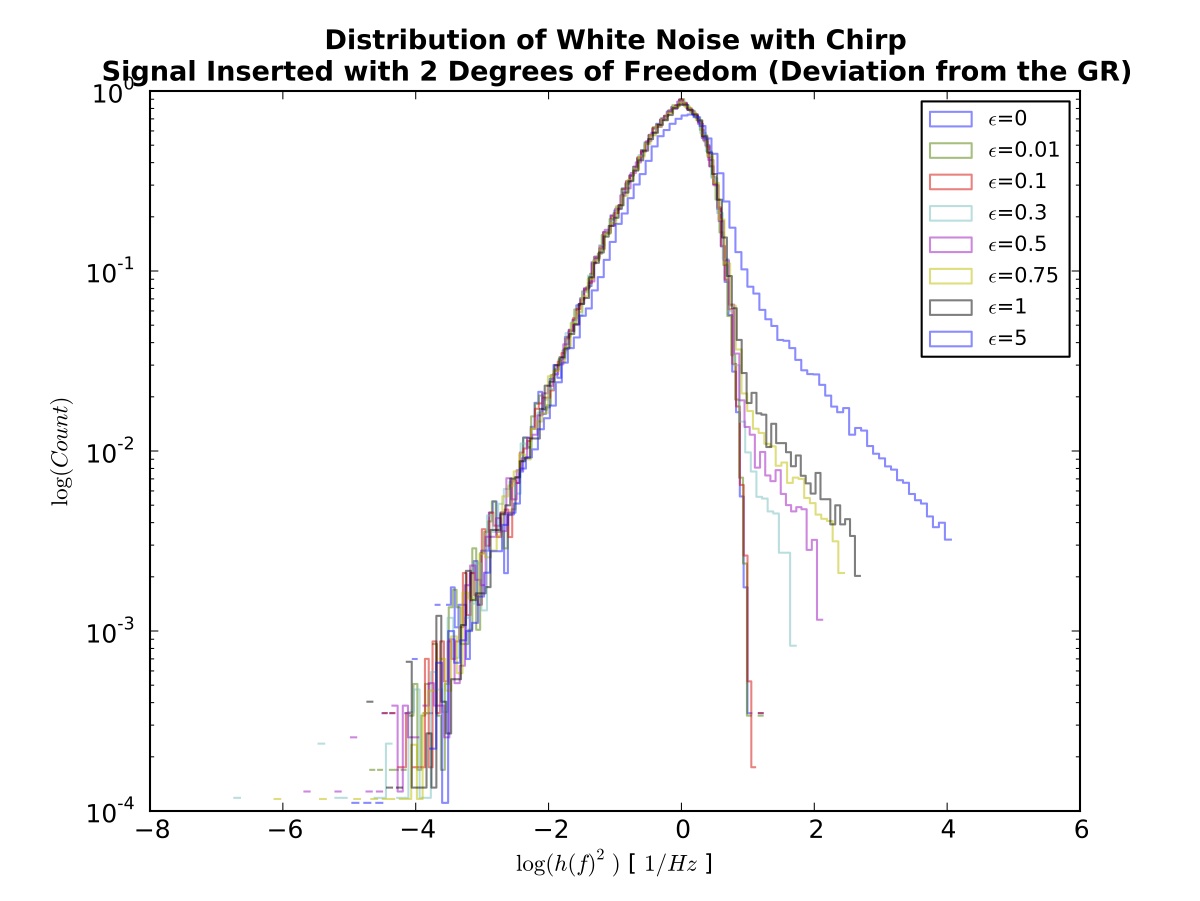 Distribution of White Noise with Chirp
Signal Inserted with 2 Degrees of Freedom (Deviation from the GR)
10^0
10^-1
10^-2
10^-3
10^-4
log(Count)
ϵ=0
ϵ=0.01
ϵ=0.1
ϵ=0.3
ϵ=0.5
ϵ=0.75
ϵ=1
ϵ=5
−8 −6 −4 −2 0 2 4 6
log(h(f)^2 ) [ 1/Hz ]